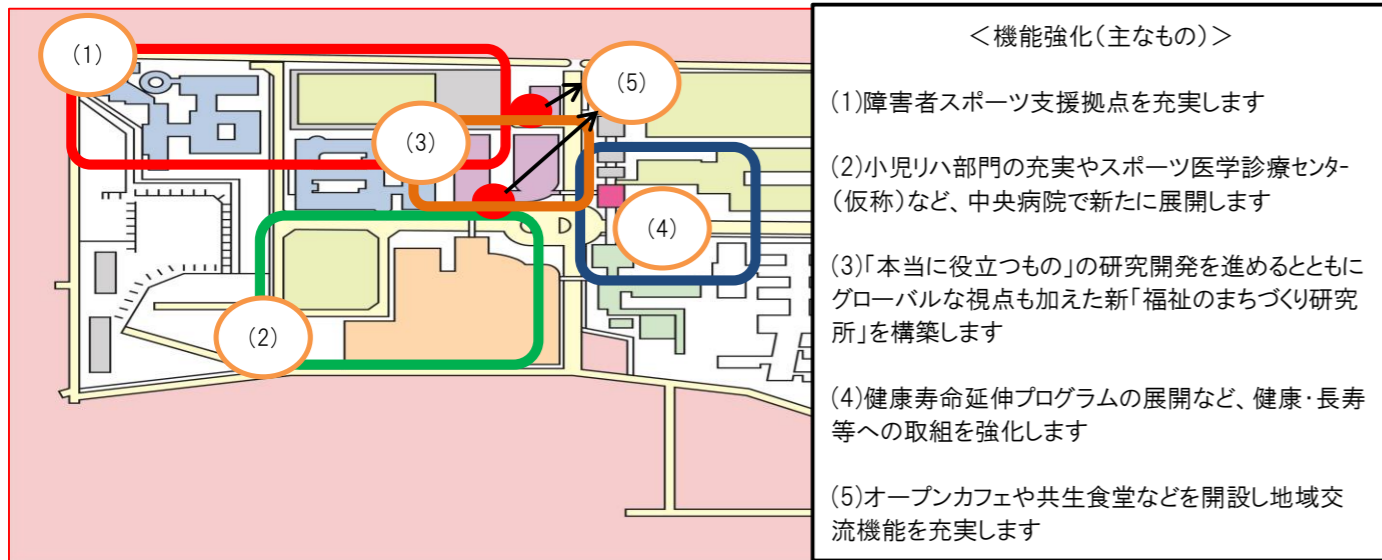 (1)
(5)
(3)
(4)
(2)
＜機能強化（主なもの）＞
(1)障害者スポーツ支援拠点を充実します
(2)小児リハ部門の充実やスポーツ医学診療センター
(仮称)など、中央病院で新たに展開します
(3)「本当に役立つもの」の研究開発を進めるとともに
グローバルな視点も加えた新「福祉のまちづくり研究
所」を構築します
(4)健康寿命延伸プログラムの展開など、健康・長寿
等への取組を強化します
(5)オープンカフェや共生食堂などを開設し地域交
流機能を充実します